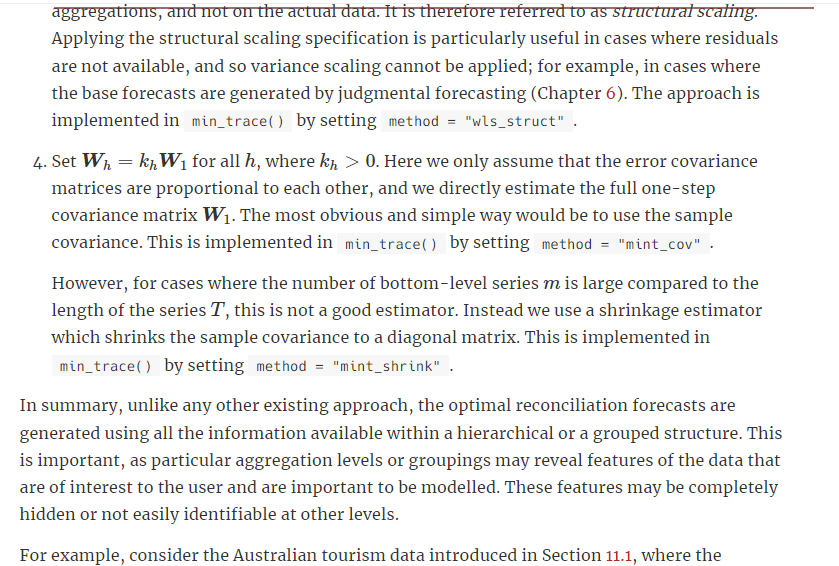 aggregations, and not on the actual data. It is therefore referred to as structural scaling.
Applying the structural scaling specification is particularly useful in cases where residuals
are not available, and so variance scaling cannot be applied; for example, in cases where
the base forecasts are generated by judgmental forecasting (Chapter 6). The approach is
implemented in min_trace() by setting method = "wls_struct" .
4. Set Wₕ = kₕW₁ for all h, where kₕ > 0. Here we only assume that the error covariance
matrices are proportional to each other, and we directly estimate the full one-step
covariance matrix W₁. The most obvious and simple way would be to use the sample
covariance. This is implemented in min_trace() by setting method = "mint_cov" .
However, for cases where the number of bottom-level series m is large compared to the
length of the series T, this is not a good estimator. Instead we use a shrinkage estimator
which shrinks the sample covariance to a diagonal matrix. This is implemented in
min_trace() by setting method = "mint_shrink" .
In summary, unlike any other existing approach, the optimal reconciliation forecasts are
generated using all the information available within a hierarchical or a grouped structure. This
is important, as particular aggregation levels or groupings may reveal features of the data that
are of interest to the user and are important to be modelled. These features may be completely
hidden or not easily identifiable at other levels.
For example, consider the Australian tourism data introduced in Section 11.1, where the